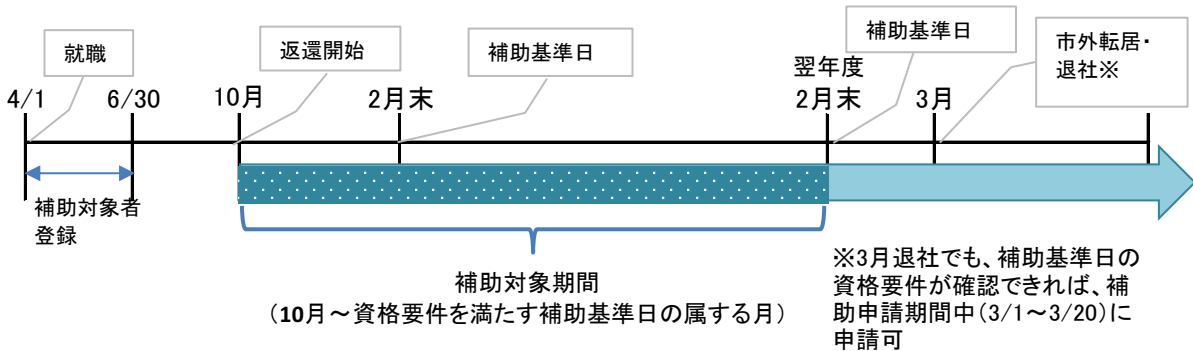 就職
返還開始
補助基準日
補助基準日
市外転居・
退社※
翌年度
4/1
6/30
10月
2月末
2月末
3月
補助対象者
登録
補助対象期間
（10月～資格要件を満たす補助基準日の属する月）
※3月退社でも、補助基準日の
資格要件が確認できれば、補
助申請期間中（3/1～3/20）に
申請可